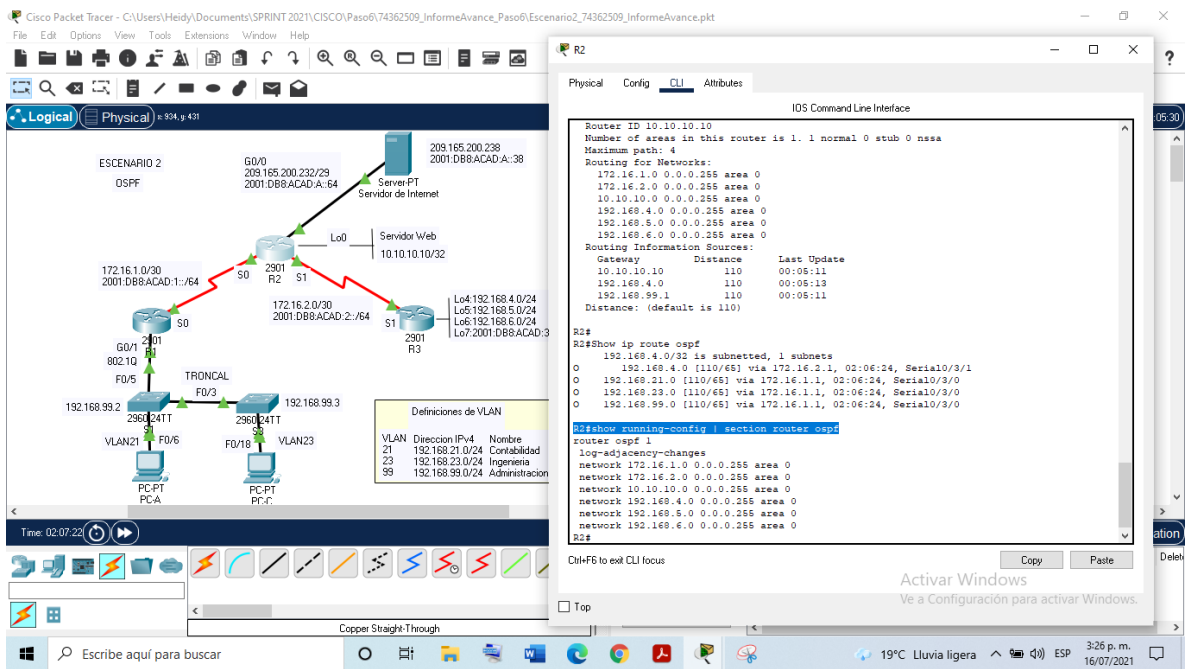 Cisco Packet Tracer - C:\Users\Heidy\Documents\SPRINT 2021\CISCO\Paso6\74362509_InformeAvance_Paso6\Escenario2_74362509_InformeAvance.pkt
File Edit Options View Tools Extensions Window Help
Logical
Physical
x: 934, y: 431
:05:30
ESCENARIO 2
OSPF
G0/0
209.165.200.232/29
2001:DB8:ACAD:A::64
209.165.200.238
2001:DB8:ACAD:A::38
Server-PT
Servidor de Internet
Lo0
Servidor Web
10.10.10.10/32
172.16.1.0/30
2001:DB8:ACAD:1::/64
S0
2901
R2
S1
172.16.2.0/30
2001:DB8:ACAD:2::/64
Lo4:192.168.4.0/24
Lo5:192.168.5.0/24
Lo6:192.168.6.0/24
Lo7:2001:DB8:ACAD:3
S1
2901
R3
S0
2901
R1
G0/1
802.1Q
F0/5
TRONCAL
F0/3
192.168.99.2
192.168.99.3
2960-24TT
S1
2960-24TT
S3
VLAN21
F0/6
F0/18
VLAN23
PC-PT
PC-A
PC-PT
PC-C
Definiciones de VLAN
VLAN Direccion IPv4 Nombre
21 192.168.21.0/24 Contabilidad
23 192.168.23.0/24 Ingenieria
99 192.168.99.0/24 Administracion
Time: 02:07:22
Copper Straight-Through
ation
Delet
R2
Physical Config CLI Attributes
IOS Command Line Interface
Router ID 10.10.10.10
Number of areas in this router is 1. 1 normal 0 stub 0 nssa
Maximum path: 4
Routing for Networks:
172.16.1.0 0.0.0.255 area 0
172.16.2.0 0.0.0.255 area 0
10.10.10.0 0.0.0.255 area 0
192.168.4.0 0.0.0.255 area 0
192.168.5.0 0.0.0.255 area 0
192.168.6.0 0.0.0.255 area 0
Routing Information Sources:
Gateway Distance Last Update
10.10.10.10 110 00:05:11
192.168.4.0 110 00:05:13
192.168.99.1 110 00:05:11
Distance: (default is 110)
R2#
R2#Show ip route ospf
192.168.4.0/32 is subnetted, 1 subnets
O 192.168.4.0 [110/65] via 172.16.2.1, 02:06:24, Serial0/3/1
O 192.168.21.0 [110/65] via 172.16.1.1, 02:06:24, Serial0/3/0
O 192.168.23.0 [110/65] via 172.16.1.1, 02:06:24, Serial0/3/0
O 192.168.99.0 [110/65] via 172.16.1.1, 02:06:24, Serial0/3/0
R2#show running-config | section router ospf
router ospf 1
log-adjacency-changes
network 172.16.1.0 0.0.0.255 area 0
network 172.16.2.0 0.0.0.255 area 0
network 10.10.10.0 0.0.0.255 area 0
network 192.168.4.0 0.0.0.255 area 0
network 192.168.5.0 0.0.0.255 area 0
network 192.168.6.0 0.0.0.255 area 0
R2#
Ctrl+F6 to exit CLI focus
Copy
Paste
Top
Activar Windows
Ve a Configuración para activar Windows.
Escribe aquí para buscar
19°C Lluvia ligera
ESP
3:26 p. m.
16/07/2021